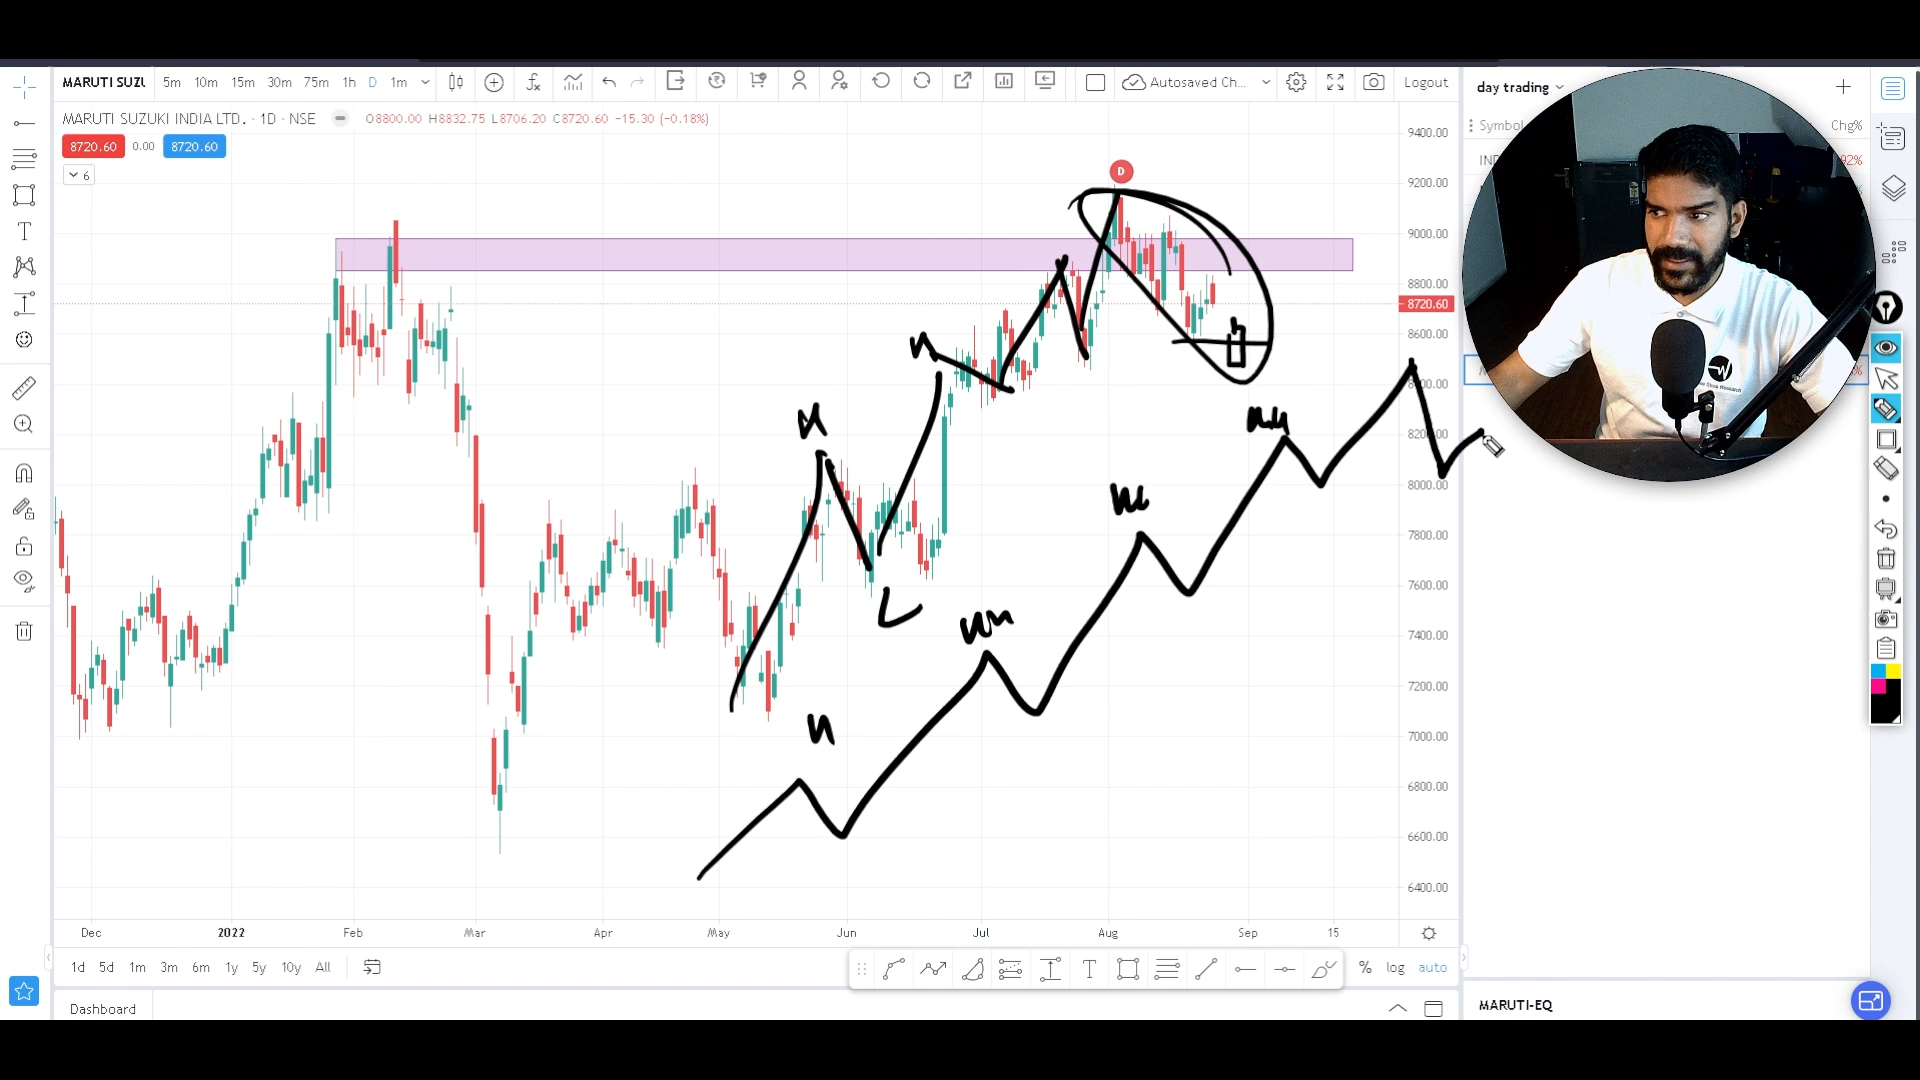 MARUTI SUZU 5m 10m 15m 30m 75m 1h D 1m Autosaved Ch... Logout
day trading
MARUTI SUZUKI INDIA LTD. · 1D · NSE O8800.00 H8832.75 L8706.20 C8720.60 −15.30 (−0.18%)
Symbol Chg%
8720.60 0.00 8720.60
6
D
9400.00
9200.00
9000.00
8800.00
8720.60
8600.00
8400.00
8200.00
8000.00
7800.00
7600.00
7400.00
7200.00
7000.00
6800.00
6600.00
6400.00
L
Dec 2022 Feb Mar Apr May Jun Jul Aug Sep 15
1d 5d 1m 3m 6m 1y 5y 10y All % log auto
Dashboard
MARUTI-EQ